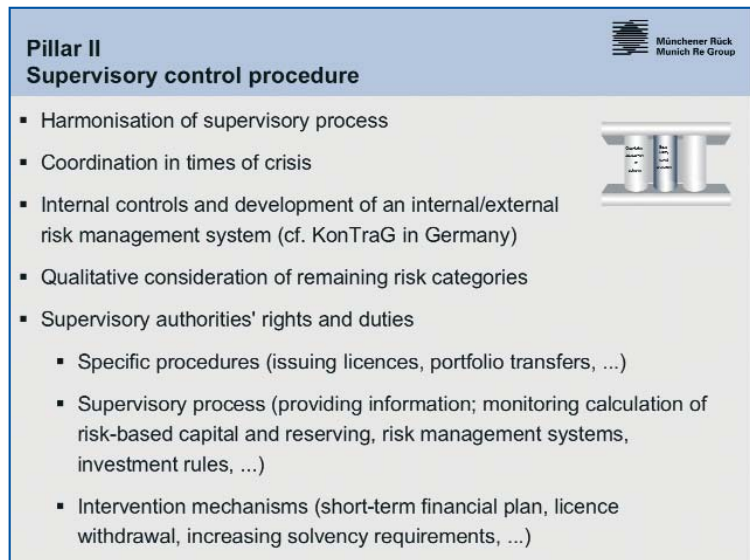 Pillar II
Supervisory control procedure
Münchener Rück
Munich Re Group
▪ Harmonisation of supervisory process
▪ Coordination in times of crisis
▪ Internal controls and development of an internal/external
risk management system (cf. KonTraG in Germany)
▪ Qualitative consideration of remaining risk categories
▪ Supervisory authorities' rights and duties
▪ Specific procedures (issuing licences, portfolio transfers, ...)
▪ Supervisory process (providing information; monitoring calculation of
risk-based capital and reserving, risk management systems,
investment rules, ...)
▪ Intervention mechanisms (short-term financial plan, licence
withdrawal, increasing solvency requirements, ...)